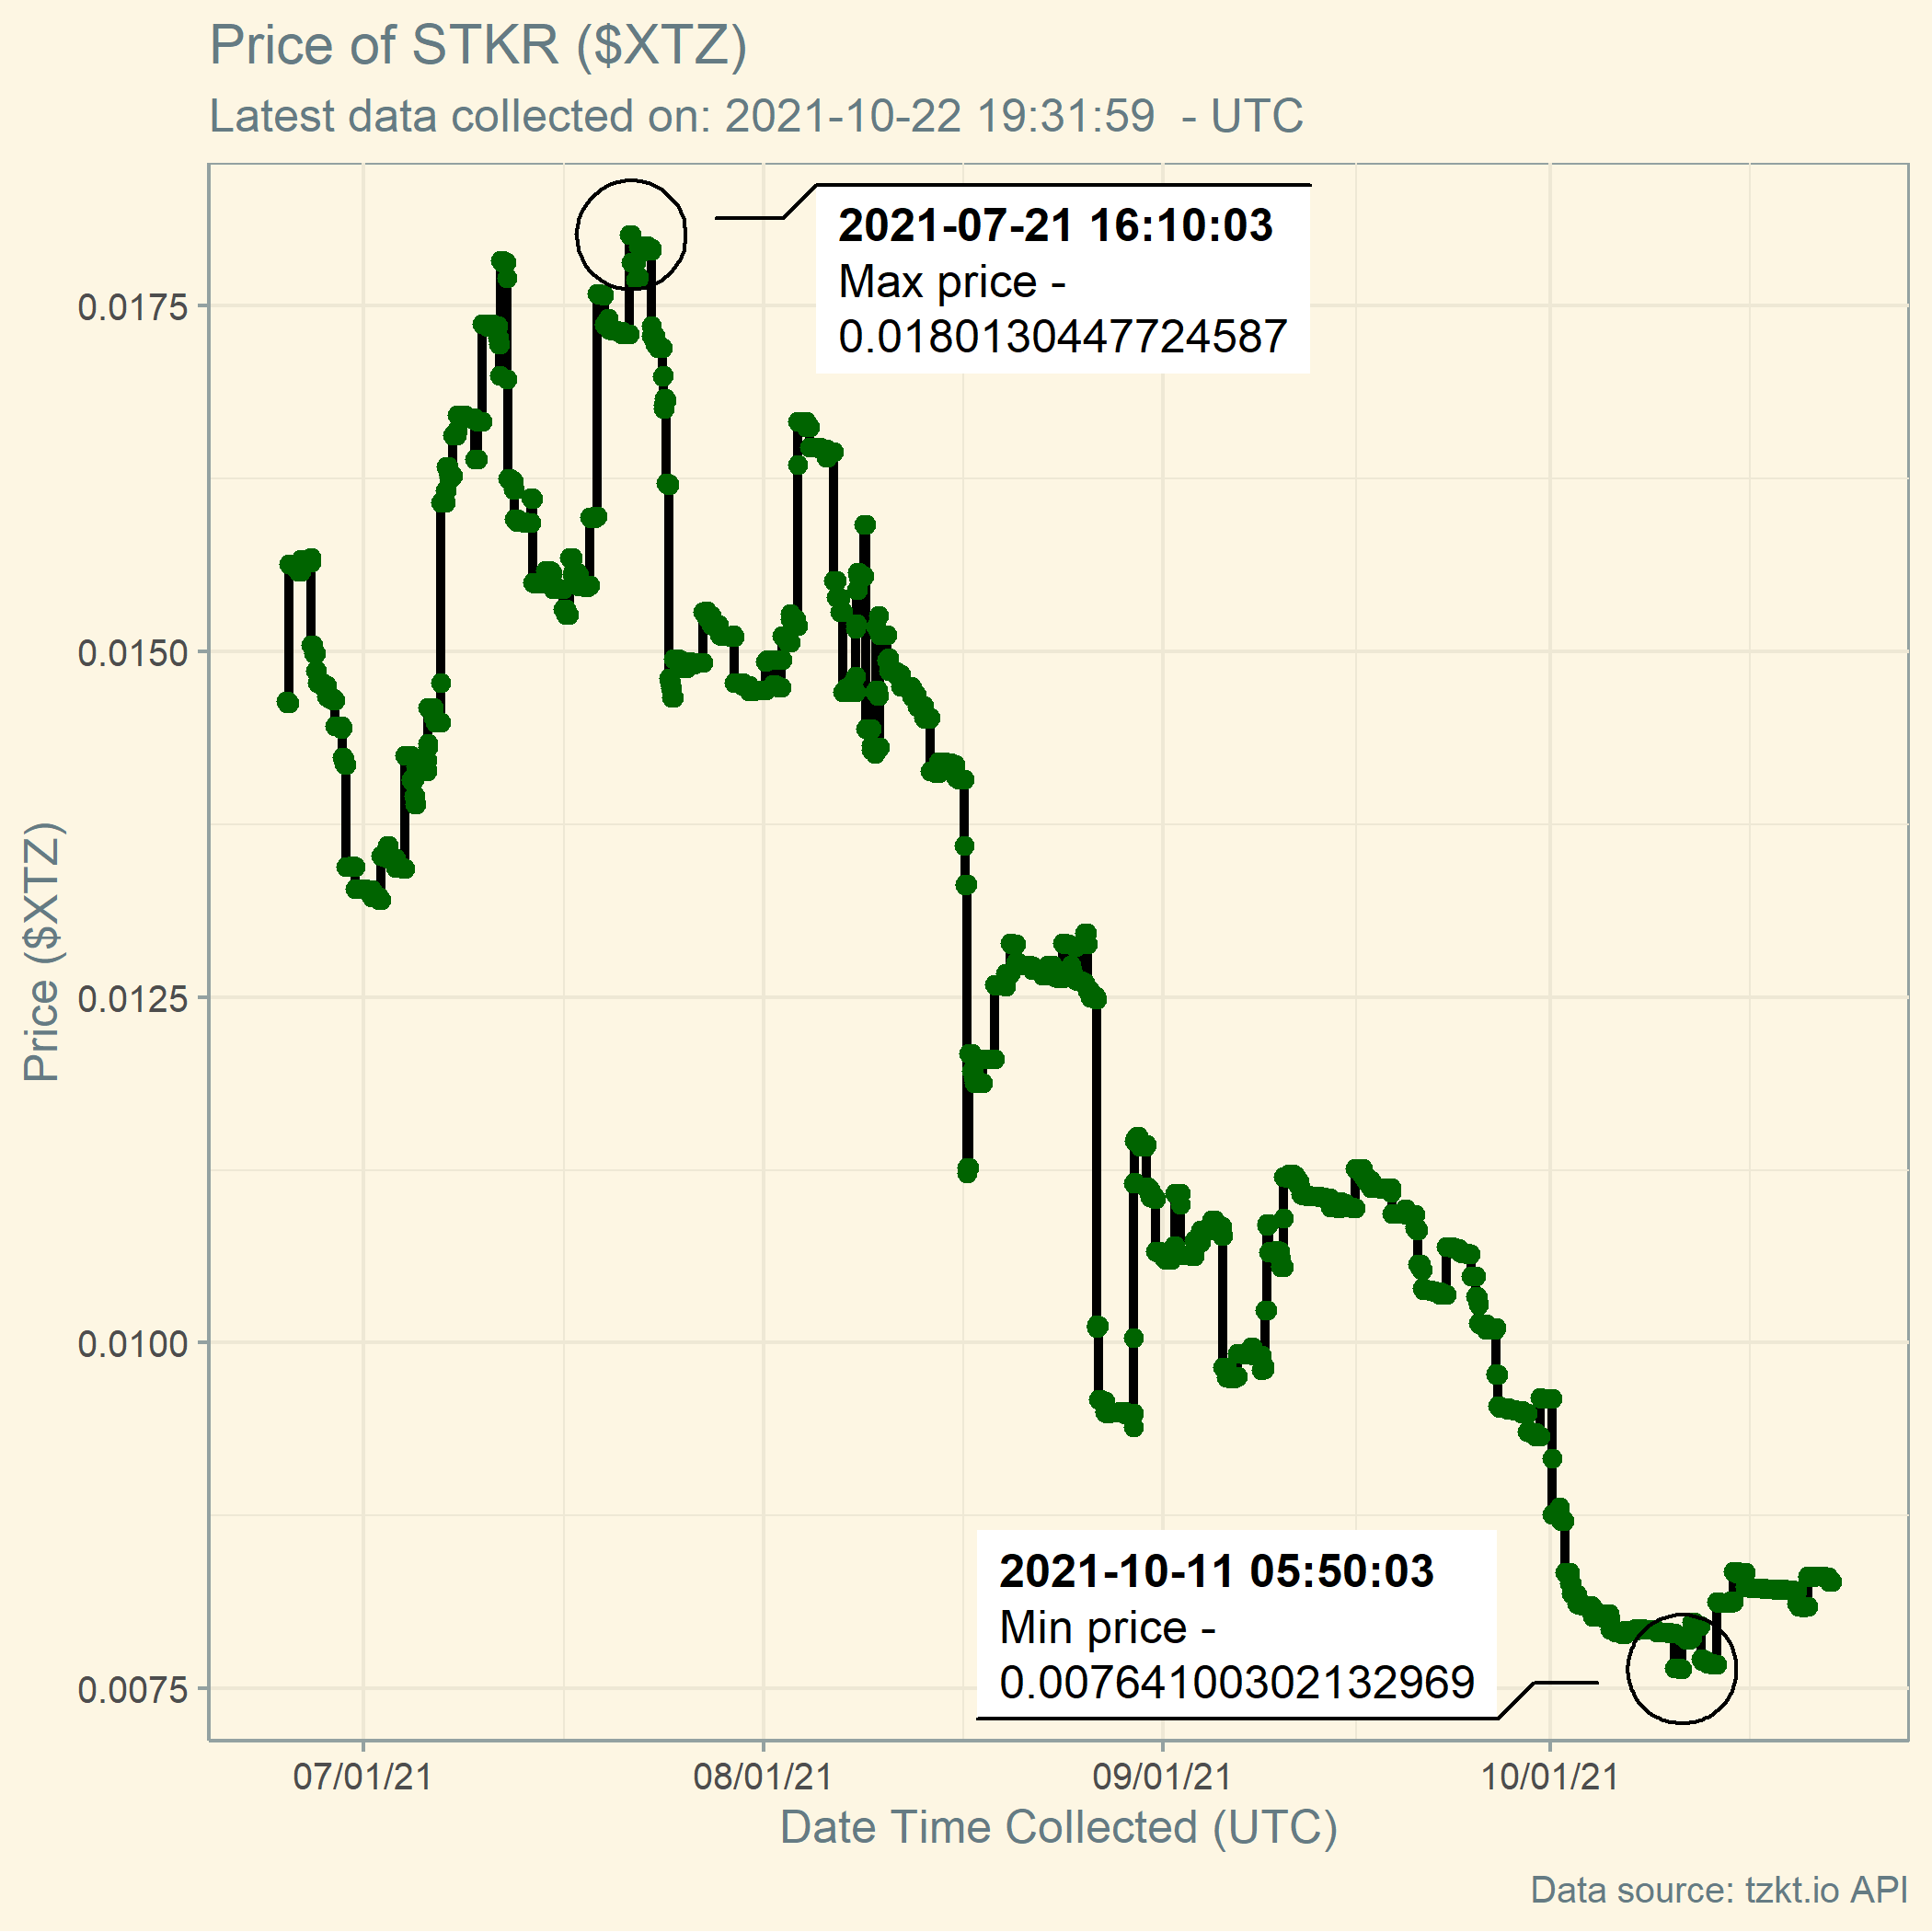 Price of STKR ($XTZ)
Latest data collected on: 2021-10-22 19:31:59  - UTC
2021-07-21 16:10:03
Max price -
0.0180130447724587
0.0175
0.0150
0.0125
0.0100
0.0075
Price ($XTZ)
2021-10-11 05:50:03
Min price -
0.00764100302132969
07/01/21
08/01/21
09/01/21
10/01/21
Date Time Collected (UTC)
Data source: tzkt.io API